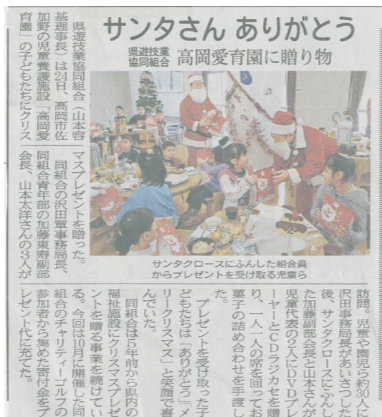 サンタさん ありがとう
県遊技業
協同組合
高岡愛育園に贈り物
県遊技業協同組合（山本容
基理事長）は24日、高岡市佐
加野の児童養護施設「高岡愛
育園」の子どもたちにクリス
マスプレゼントを贈った。
同組合の沢田軍事務局長、
同組合青年部の加藤東寿副部
会長、山本太洋さんの3人が
サンタクロースにふんした組合員
からプレゼントを受け取る児童ら
訪問。児童や園児ら約30人に
沢田事務局長があいさつし
後、サンタクロースにふんし
た加藤副部会長と山本さんが
児童代表の2人にDVDプ
ーヤーとCDラジカセを贈
り、一人一人の席を回ってお
菓子の詰め合わせを手渡し
た。
プレゼントを受け取った子
どもたちは「ありがとう」「メ
リークリスマス」と笑顔で喜
んでいた。
同組合は5年前から県内の
福祉施設にクリスマスプレゼ
ントを贈る事業を続けてい
る。今回は10月に開催した同
組合のチャリティーゴルフの
参加者から集めた寄付金をプ
レゼント代に充てた。